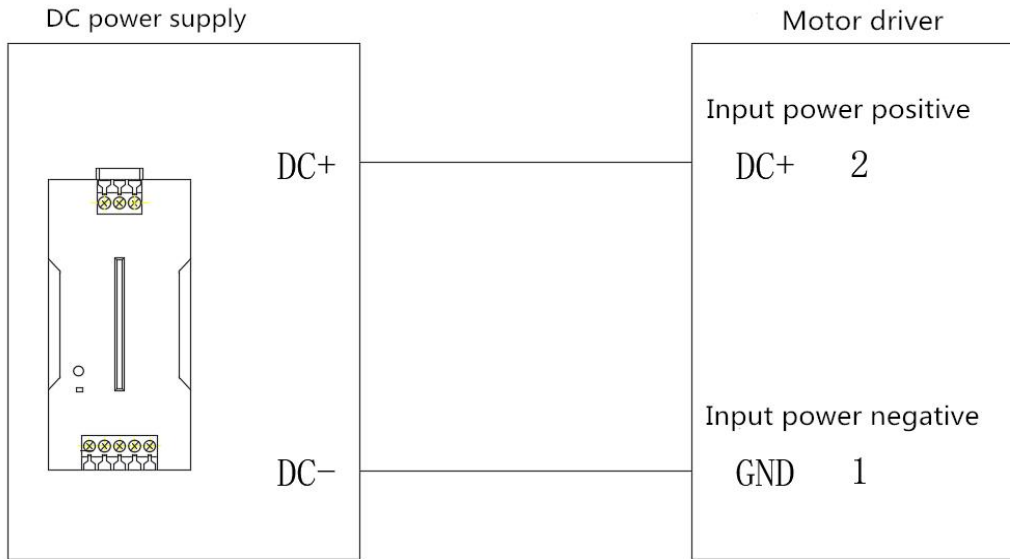 DC power supply
Motor driver
Input power positive
DC+
DC+ 2
Input power negative
DC-
GND 1